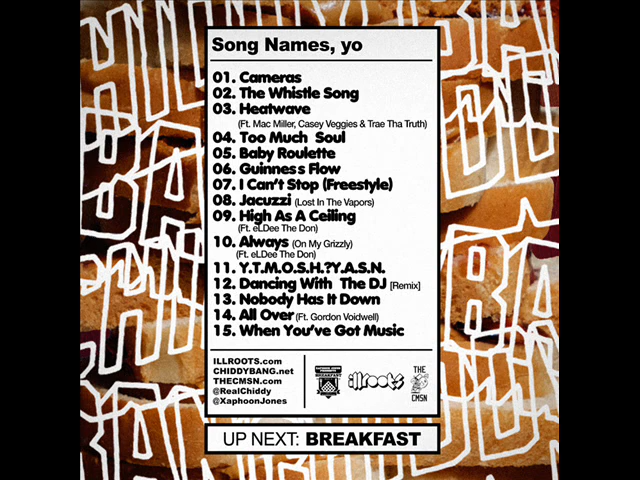 Song Names, yo
01. Cameras
02. The Whistle Song
03. Heatwave
(Ft. Mac Miller, Casey Veggies & Trae Tha Truth)
04. Too Much Soul
05. Baby Roulette
06. Guinness Flow
07. I Can't Stop (Freestyle)
08. Jacuzzi (Lost In The Vapors)
09. High As A Ceiling
(Ft. eLDee The Don)
10. Always (On My Grizzly)
(Ft. eLDee The Don)
11. Y.T.M.O.S.H.?Y.A.S.N.
12. Dancing With The DJ [Remix]
13. Nobody Has It Down
14. All Over (Ft. Gordon Voidwell)
15. When You've Got Music
ILLROOTS.com
CHIDDYBANG.net
THECMSN.com
@RealChiddy
@XaphoonJones
BREAKFAST
illroots
THE
CMSN
UP NEXT: BREAKFAST